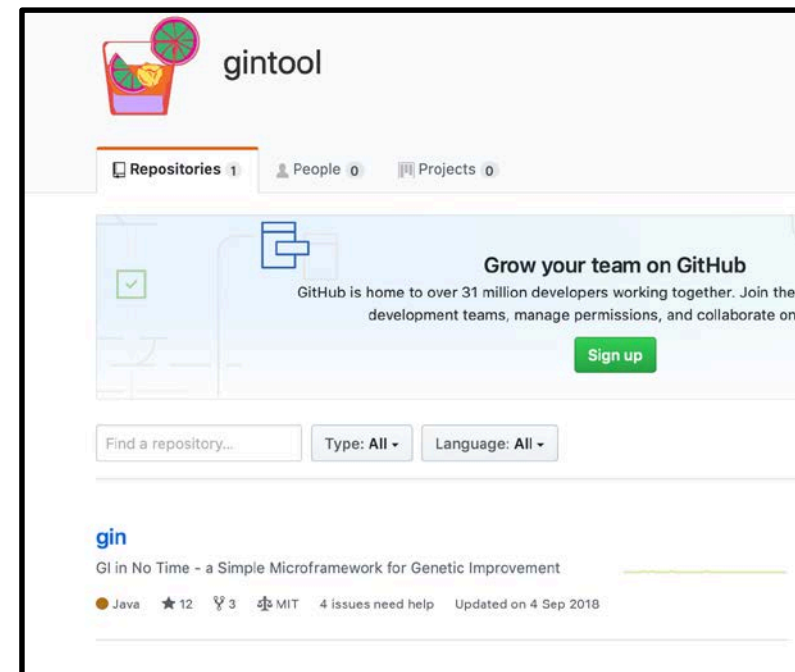 gintool
Repositories 1 People 0 Projects 0
Grow your team on GitHub
GitHub is home to over 31 million developers working together. Join the
development teams, manage permissions, and collaborate on
Sign up
Find a repository... Type: All Language: All
gin
GI in No Time - a Simple Microframework for Genetic Improvement
Java 12 3 MIT 4 issues need help Updated on 4 Sep 2018